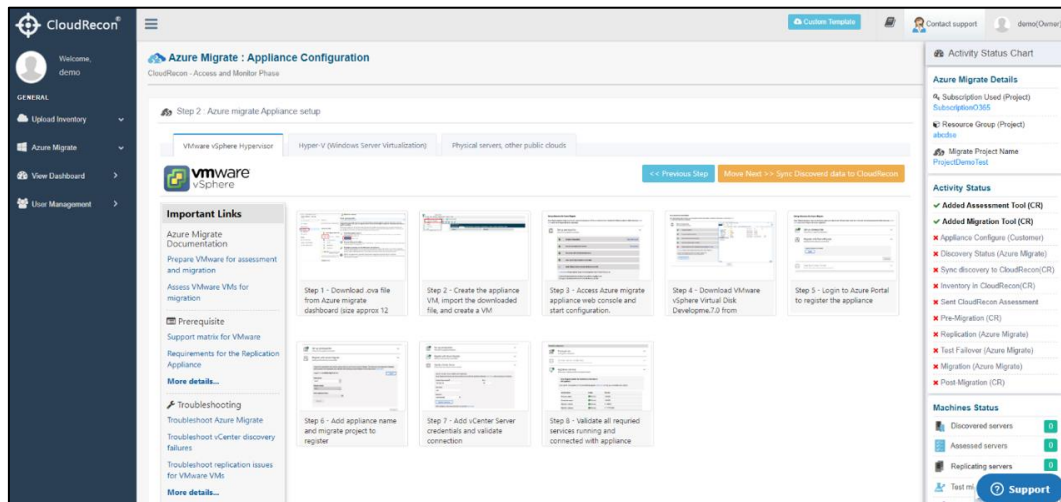 CloudRecon®
Custom Template
Contact support
demo(Owner)
Welcome,
demo
GENERAL
Upload Inventory
Azure Migrate
View Dashboard
User Management
Azure Migrate : Appliance Configuration
CloudRecon - Access and Monitor Phase
Step 2 : Azure migrate Appliance setup
VMware vSphere Hypervisor
Hyper-V (Windows Server Virtualization)
Physical servers, other public clouds
vmware
vSphere
<< Previous Step
Move Next >> Sync Discoverd data to CloudRecon
Important Links
Azure Migrate
Documentation
Prepare VMware for assessment
and migration
Assess VMware VMs for
migration
Prerequisite
Support matrix for VMware
Requirements for the Replication
Appliance
More details...
Troubleshooting
Troubleshoot Azure Migrate
Troubleshoot vCenter discovery
failures
Troubleshoot replication issues
for VMware VMs
More details...
Step 1 - Download .ova file
from Azure migrate
dashboard (size approx 12
Step 2 - Create the appliance
VM, import the downloaded
file, and create a VM
Step 3 - Access Azure migrate
appliance web console and
start configuration.
Step 4 - Download VMware
vSphere Virtual Disk
Developme.7.0 from
Step 5 - Login to Azure Portal
to register the appliance
Step 6 - Add appliance name
and migrate project to
register
Step 7 - Add vCenter Server
credentials and validate
connection
Step 8 - Validate all requried
services running and
connected with appliance
Activity Status Chart
Azure Migrate Details
Subscription Used (Project)
SubscriptionO365
Resource Group (Project)
abcdse
Migrate Project Name
ProjectDemoTest
Activity Status
Added Assessment Tool (CR)
Added Migration Tool (CR)
Appliance Configure (Customer)
Discovery Status (Azure Migrate)
Sync discovery to CloudRecon(CR)
Inventory in CloudRecon(CR)
Sent CloudRecon Assessment
Pre-Migration (CR)
Replication (Azure Migrate)
Test Failover (Azure Migrate)
Migration (Azure Migrate)
Post-Migration (CR)
Machines Status
Discovered servers 0
Assessed servers 0
Replicating servers 0
Test
Support